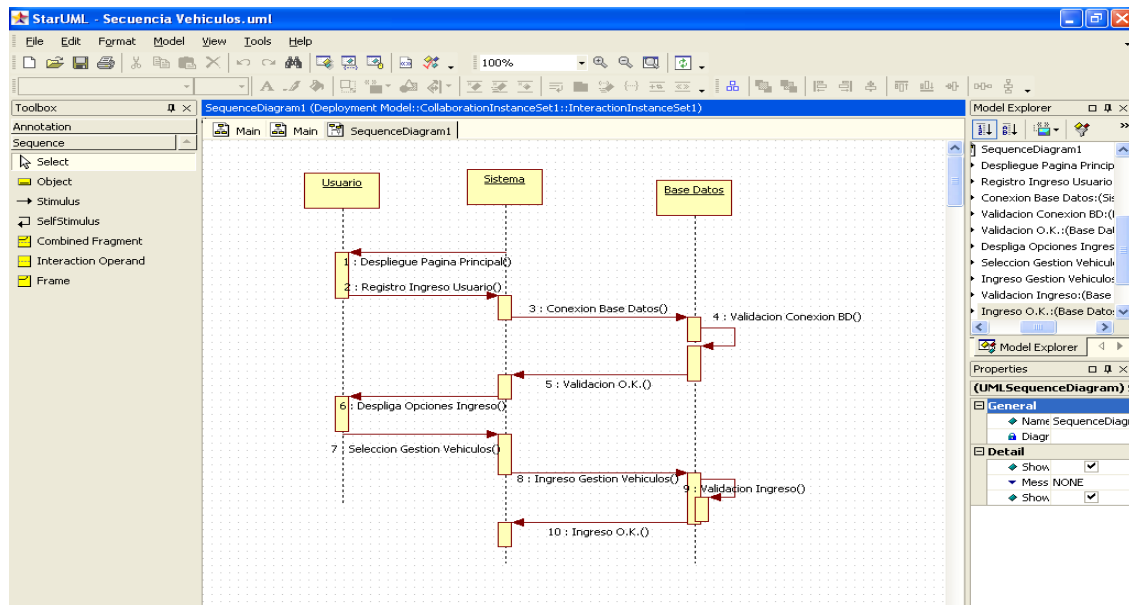 StarUML - Secuencia Vehiculos.uml
File Edit Format Model View Tools Help
100%
Toolbox
Annotation
Sequence
Select
Object
Stimulus
SelfStimulus
Combined Fragment
Interaction Operand
Frame
SequenceDiagram1 (Deployment Model::CollaborationInstanceSet1::InteractionInstanceSet1)
Main Main SequenceDiagram1
Usuario
Sistema
Base Datos
1 : Despliegue Pagina Principal()
2 : Registro Ingreso Usuario()
3 : Conexion Base Datos()
4 : Validacion Conexion BD()
5 : Validacion O.K.()
6 : Despliga Opciones Ingreso()
7 : Seleccion Gestion Vehiculos()
8 : Ingreso Gestion Vehiculos()
9 : Validacion Ingreso()
10 : Ingreso O.K.()
Model Explorer
SequenceDiagram1
Despliegue Pagina Princip
Registro Ingreso Usuario
Conexion Base Datos:(Sis
Validacion Conexion BD:(
Validacion O.K.:(Base Dat
Despliga Opciones Ingres
Seleccion Gestion Vehicul
Ingreso Gestion Vehiculos
Validacion Ingreso:(Base
Ingreso O.K.:(Base Datos
Model Explorer
Properties
(UMLSequenceDiagram)
General
Name SequenceDiagr
Diagr
Detail
Show
Mess NONE
Show